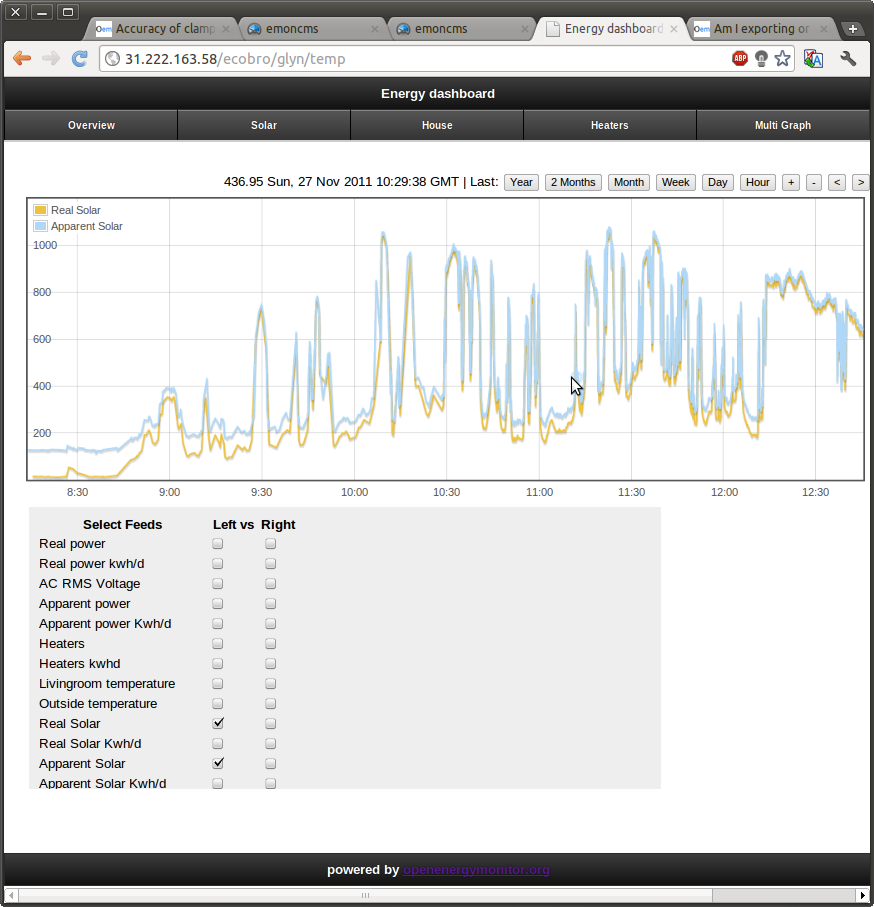 Accuracy of clamp
emoncms
emoncms
Energy dashboard
Am I exporting or
31.222.163.58/ecobro/glyn/temp
ABP
Energy dashboard
Overview Solar House Heaters Multi Graph
436.95 Sun, 27 Nov 2011 10:29:38 GMT | Last: Year 2 Months Month Week Day Hour + - < >
Real Solar
Apparent Solar
1000
800
600
400
200
8:30 9:00 9:30 10:00 10:30 11:00 11:30 12:00 12:30
Select Feeds Left vs Right
Real power
Real power kwh/d
AC RMS Voltage
Apparent power
Apparent power Kwh/d
Heaters
Heaters kwhd
Livingroom temperature
Outside temperature
Real Solar
Real Solar Kwh/d
Apparent Solar
Apparent Solar Kwh/d
powered by openenergymonitor.org